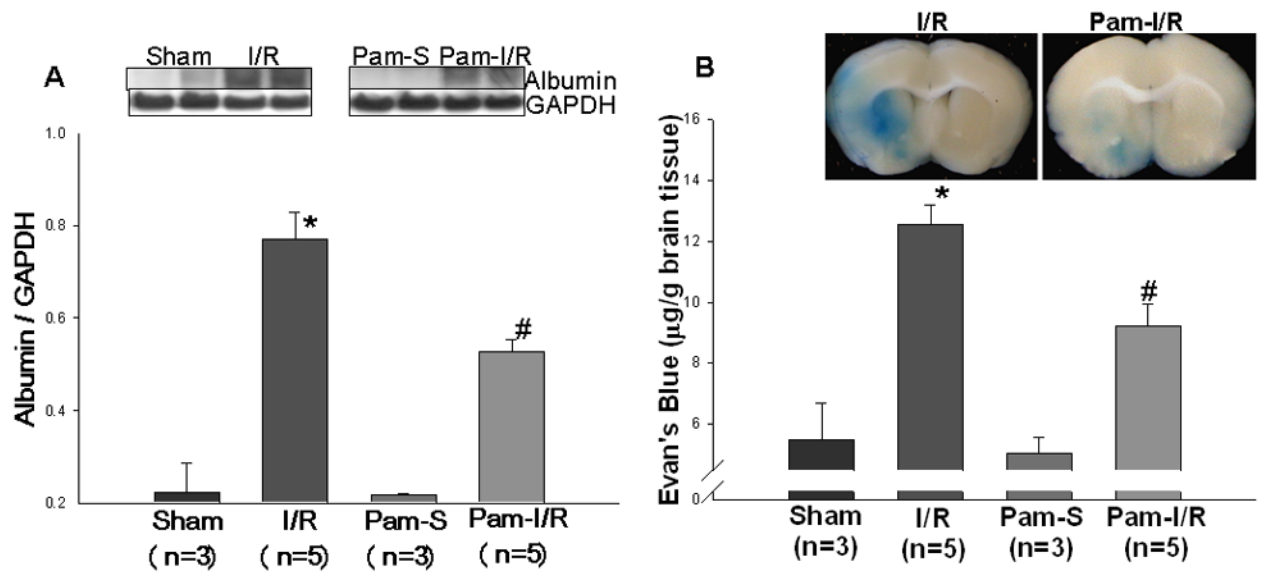 A
Sham I/R
Pam-S Pam-I/R
Albumin
GAPDH
1.0
0.8
0.6
0.4
0.2
Albumin / GAPDH
*
#
Sham I/R Pam-S Pam-I/R
( n=3) (n=5) ( n=3) ( n=5)
B
I/R Pam-I/R
16
14
12
10
8
6
0
Evan's Blue (μg/g brain tissue)
*
#
Sham I/R Pam-S Pam-I/R
(n=3) (n=5) (n=3) (n=5)